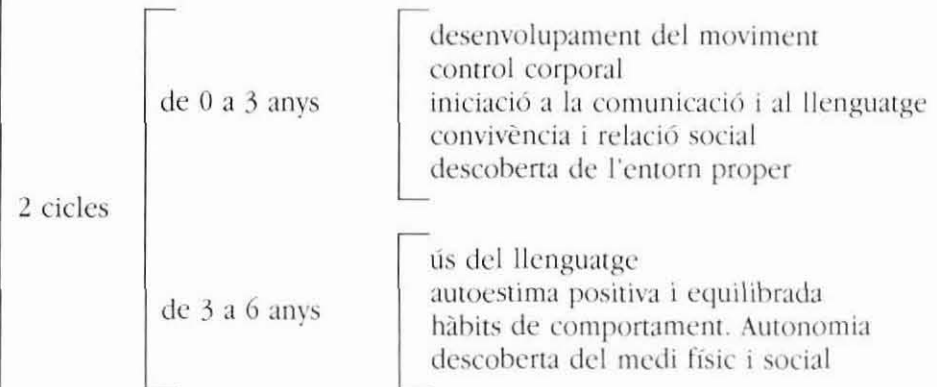 2 cicles
de 0 a 3 anys
desenvolupament del moviment
control corporal
iniciació a la comunicació i al llenguatge
convivència i relació social
descoberta de l'entorn proper
de 3 a 6 anys
ús del llenguatge
autoestima positiva i equilibrada
hàbits de comportament. Autonomia
descoberta del medi físic i social